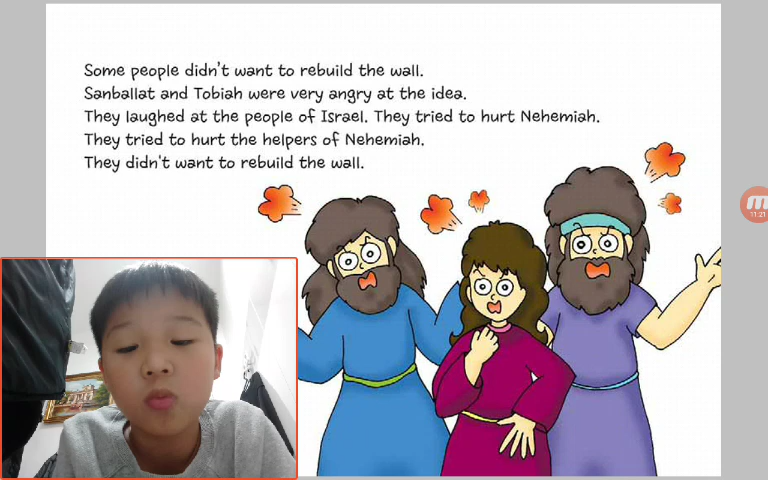 Some people didn't want to rebuild the wall.
Sanballat and Tobiah were very angry at the idea.
They laughed at the people of Israel. They tried to hurt Nehemiah.
They tried to hurt the helpers of Nehemiah.
They didn't want to rebuild the wall.
M
11:21